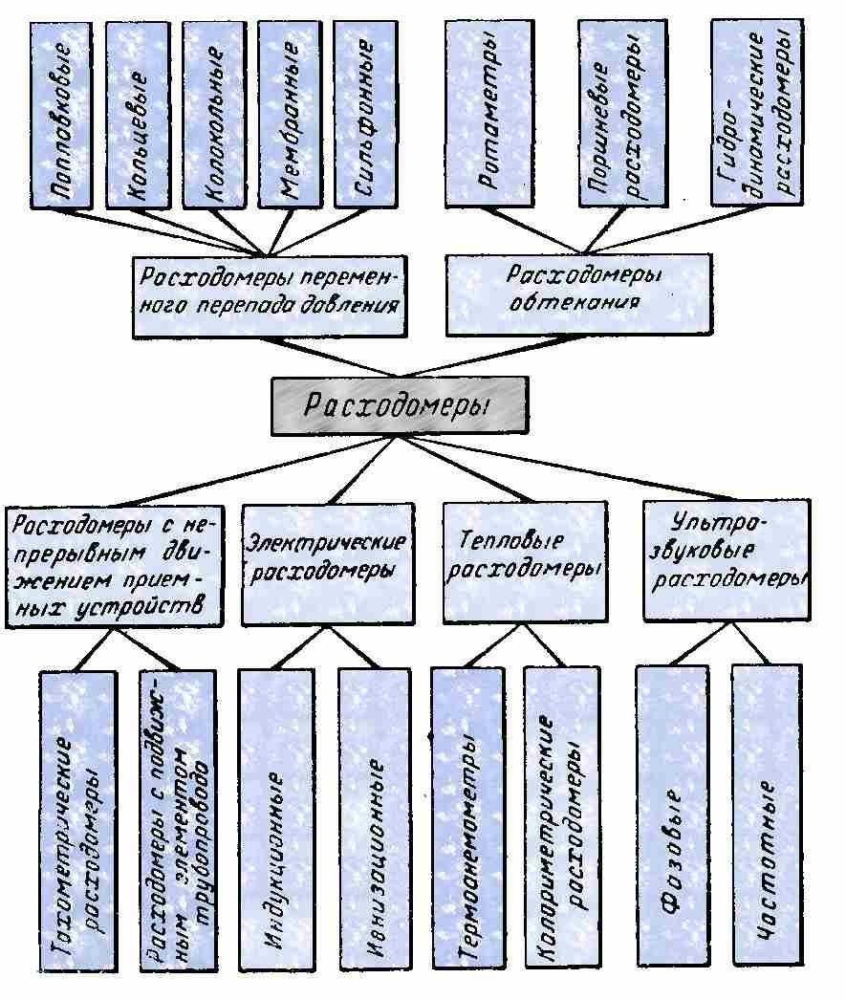 Поплавковые
Кольцевые
Колокольные
Мембранные
Сильфонные
Ротаметры
Поршневые
расходомеры
Гидро-
динамические
расходомеры
Расходомеры перемен-
ного перепада давления
Расходомеры
обтекания
Расходомеры
Расходомеры с не-
прерывным дви-
жением прием-
ных устройств
Электрические
расходомеры
Тепловые
расходомеры
Ультра-
звуковые
расходомеры
Тахометрические
расходомеры
Расходомеры с подвиж-
ным элементом
трубопровода
Индукционные
Ионизационные
Термоанемометры
Калориметрические
расходомеры
Фазовые
Частотные